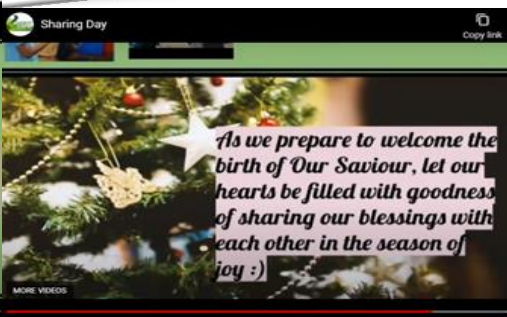 Sharing Day
Copy link
As we prepare to welcome the
birth of Our Saviour, let our
hearts be filled with goodness
of sharing our blessings with
each other in the season of
joy :)
MORE VIDEOS